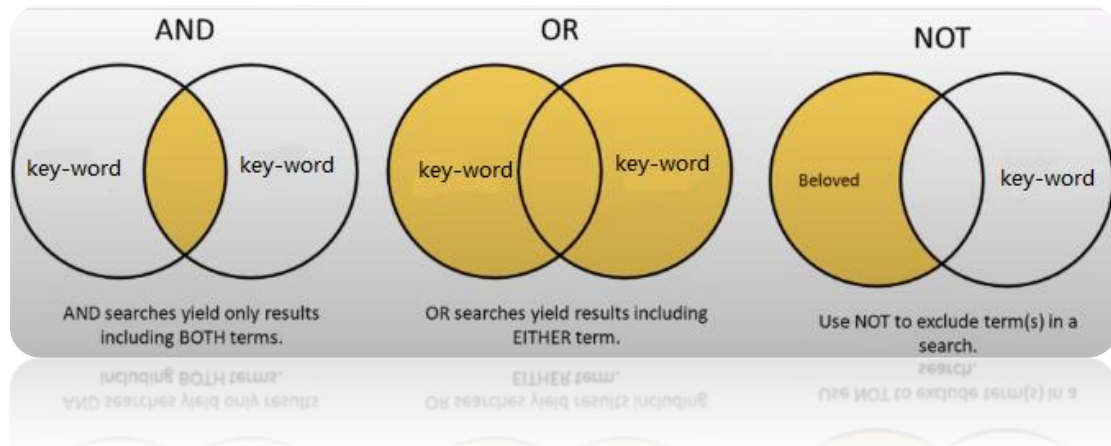 AND
key-word key-word
AND searches yield only results
including BOTH terms.
OR
key-word key-word
OR searches yield results including
EITHER term.
NOT
Beloved key-word
Use NOT to exclude term(s) in a
search.